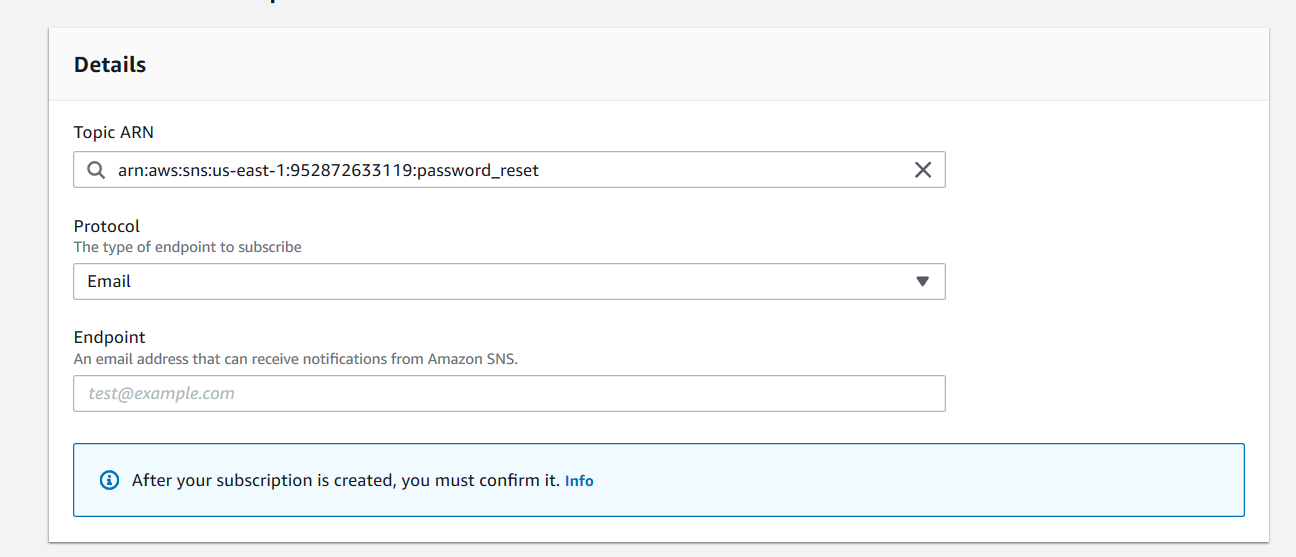 Details
Topic ARN
arn:aws:sns:us-east-1:952872633119:password_reset
Protocol
The type of endpoint to subscribe
Email
Endpoint
An email address that can receive notifications from Amazon SNS.
test@example.com
After your subscription is created, you must confirm it. Info